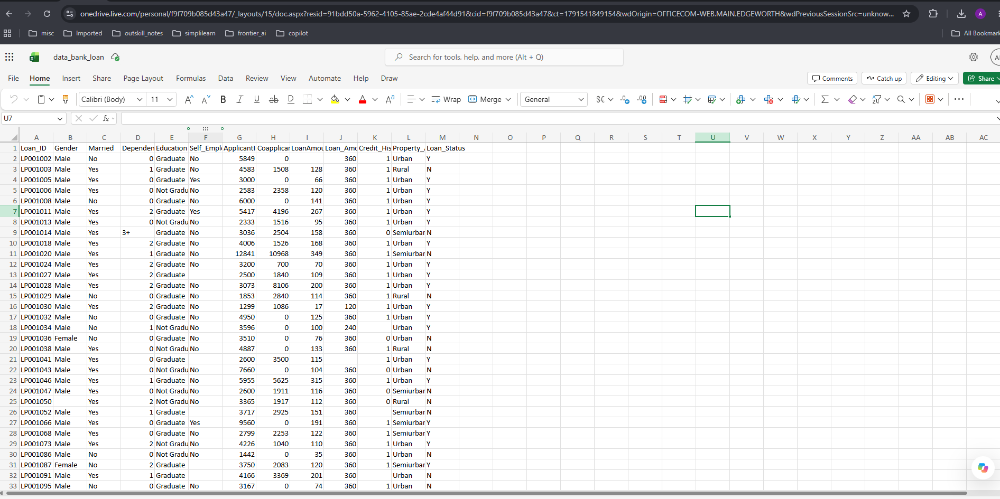 onedrive.live.com/personal/f9f709b085d43a47/_layouts/15/doc.aspx?resid=91bdd50a-5962-4105-85ae-2cde4af44d91&cid=f9f709b085d43a47&ct=1791541849154&wdOrigin=OFFICECOM-WEB.MAIN.EDGEWORTH&wdPreviousSessionSrc=unknow... A
misc Imported outskill_notes simplilearn frontier_ai copilot All Bookmark
data_bank_loan Search for tools, help, and more (Alt + Q) A
File Home Insert Share Page Layout Formulas Data Review View Automate Help Draw Comments Catch up Editing Share
Calibri (Body) 11 A A B I U ab D A A Wrap Merge General $€ .0 .00
U7 fx
A B C D E F G H I J K L M N O P Q R S T U V W X Y Z AA AB AC
1 Loan_ID Gender Married Dependen Education Self_Empl ApplicantI Coapplicar LoanAmou Loan_Amo Credit_His Property_ Loan_Status
2 LP001002 Male No 0 Graduate No 5849 0 360 1 Urban Y
3 LP001003 Male Yes 1 Graduate No 4583 1508 128 360 1 Rural N
4 LP001005 Male Yes 0 Graduate Yes 3000 0 66 360 1 Urban Y
5 LP001006 Male Yes 0 Not Gradu No 2583 2358 120 360 1 Urban Y
6 LP001008 Male No 0 Graduate No 6000 0 141 360 1 Urban Y
7 LP001011 Male Yes 2 Graduate Yes 5417 4196 267 360 1 Urban Y
8 LP001013 Male Yes 0 Not Gradu No 2333 1516 95 360 1 Urban Y
9 LP001014 Male Yes 3+ Graduate No 3036 2504 158 360 0 Semiurbar N
10 LP001018 Male Yes 2 Graduate No 4006 1526 168 360 1 Urban Y
11 LP001020 Male Yes 1 Graduate No 12841 10968 349 360 1 Semiurbar N
12 LP001024 Male Yes 2 Graduate No 3200 700 70 360 1 Urban Y
13 LP001027 Male Yes 2 Graduate 2500 1840 109 360 1 Urban Y
14 LP001028 Male Yes 2 Graduate No 3073 8106 200 360 1 Urban Y
15 LP001029 Male No 0 Graduate No 1853 2840 114 360 1 Rural N
16 LP001030 Male Yes 2 Graduate No 1299 1086 17 120 1 Urban Y
17 LP001032 Male No 0 Graduate No 4950 0 125 360 1 Urban Y
18 LP001034 Male No 1 Not Gradu No 3596 0 100 240 Urban Y
19 LP001036 Female No 0 Graduate No 3510 0 76 360 0 Urban N
20 LP001038 Male Yes 0 Not Gradu No 4887 0 133 360 1 Rural N
21 LP001041 Male Yes 0 Graduate 2600 3500 115 1 Urban Y
22 LP001043 Male Yes 0 Not Gradu No 7660 0 104 360 0 Urban N
23 LP001046 Male Yes 1 Graduate No 5955 5625 315 360 1 Urban Y
24 LP001047 Male Yes 0 Not Gradu No 2600 1911 116 360 0 Semiurbar N
25 LP001050 Yes 2 Not Gradu No 3365 1917 112 360 0 Rural N
26 LP001052 Male Yes 1 Graduate 3717 2925 151 360 Semiurbar N
27 LP001066 Male Yes 0 Graduate Yes 9560 0 191 360 1 Semiurbar Y
28 LP001068 Male Yes 0 Graduate No 2799 2253 122 360 1 Semiurbar Y
29 LP001073 Male Yes 2 Not Gradu No 4226 1040 110 360 1 Urban Y
30 LP001086 Male No 0 Not Gradu No 1442 0 35 360 1 Urban N
31 LP001087 Female No 2 Graduate 3750 2083 120 360 1 Semiurbar Y
32 LP001091 Male Yes 1 Graduate 4166 3369 201 360 Urban N
33 LP001095 Male No 0 Graduate No 3167 0 74 360 1 Urban N